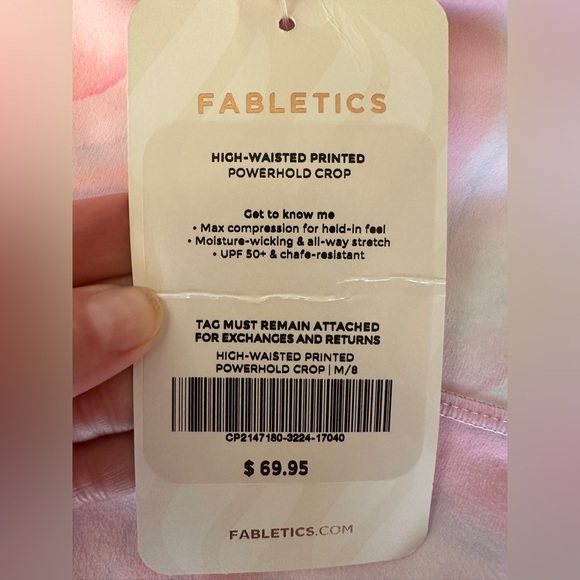 FABLETICS
HIGH-WAISTED PRINTED
POWERHOLD CROP
Get to know me
• Max compression for held-in feel
• Moisture-wicking & all-way stretch
• UPF 50+ & chafe-resistant
TAG MUST REMAIN ATTACHED
FOR EXCHANGES AND RETURNS
HIGH-WAISTED PRINTED
POWERHOLD CROP | M/8
CP2147180-3224-17040
$ 69.95
FABLETICS.COM